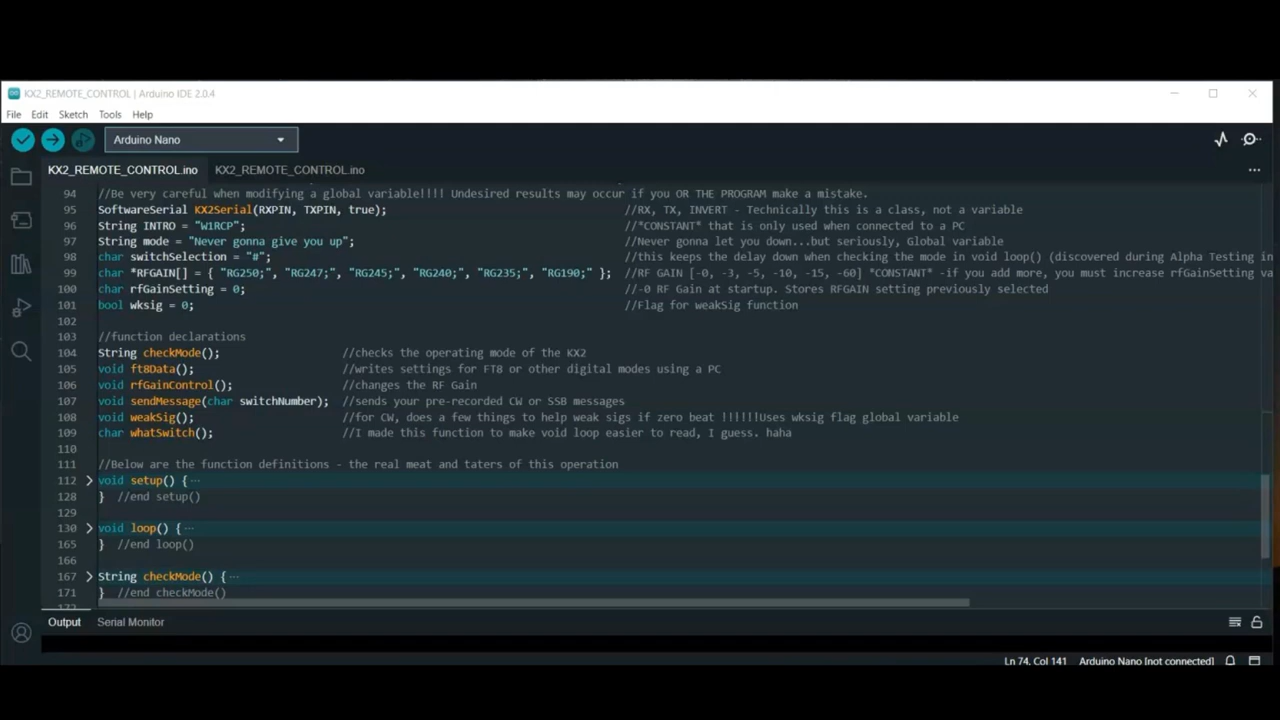 KX2_REMOTE_CONTROL | Arduino IDE 2.0.4
File Edit Sketch Tools Help
Arduino Nano
KX2_REMOTE_CONTROL.ino KX2_REMOTE_CONTROL.ino
94 //Be very careful when modifying a global variable!!!! Undesired results may occur if you OR THE PROGRAM make a mistake.
95 SoftwareSerial KX2Serial(RXPIN, TXPIN, true); //RX, TX, INVERT - Technically this is a class, not a variable
96 String INTRO = "W1RCP"; //*CONSTANT* that is only used when connected to a PC
97 String mode = "Never gonna give you up"; //Never gonna let you down...but seriously, Global variable
98 char switchSelection = "#"; //this keeps the delay down when checking the mode in void loop() (discovered during Alpha Testing in
99 char *RFGAIN[] = { "RG250;", "RG247;", "RG245;", "RG240;", "RG235;", "RG190;" }; //RF GAIN [-0, -3, -5, -10, -15, -60] *CONSTANT* -if you add more, you must increase rfGainSetting va
100 char rfGainSetting = 0; //-0 RF Gain at startup. Stores RFGAIN setting previously selected
101 bool wksig = 0; //Flag for weakSig function
102
103 //function declarations
104 String checkMode(); //checks the operating mode of the KX2
105 void ft8Data(); //writes settings for FT8 or other digital modes using a PC
106 void rfGainControl(); //changes the RF Gain
107 void sendMessage(char switchNumber); //sends your pre-recorded CW or SSB messages
108 void weakSig(); //for CW, does a few things to help weak sigs if zero beat !!!!!!Uses wksig flag global variable
109 char whatSwitch(); //I made this function to make void loop easier to read, I guess. haha
110
111 //Below are the function definitions - the real meat and taters of this operation
112 void setup() { ···
128 } //end setup()
129
130 void loop() { ···
165 } //end loop()
166
167 String checkMode() { ···
171 } //end checkMode()
Output Serial Monitor
Ln 74, Col 141 Arduino Nano [not connected]